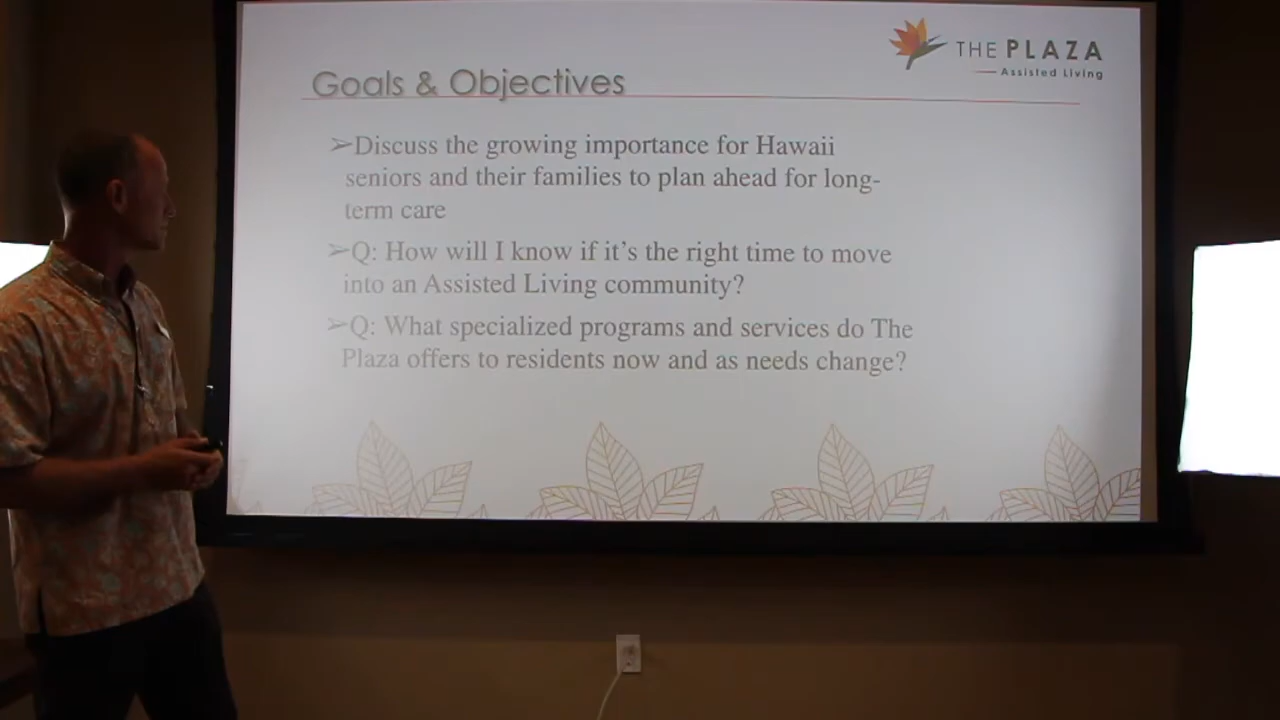 THE PLAZA
Assisted Living
Goals & Objectives
➢Discuss the growing importance for Hawaii
seniors and their families to plan ahead for long-
term care
➢Q: How will I know if it's the right time to move
into an Assisted Living community?
➢Q: What specialized programs and services do The
Plaza offers to residents now and as needs change?